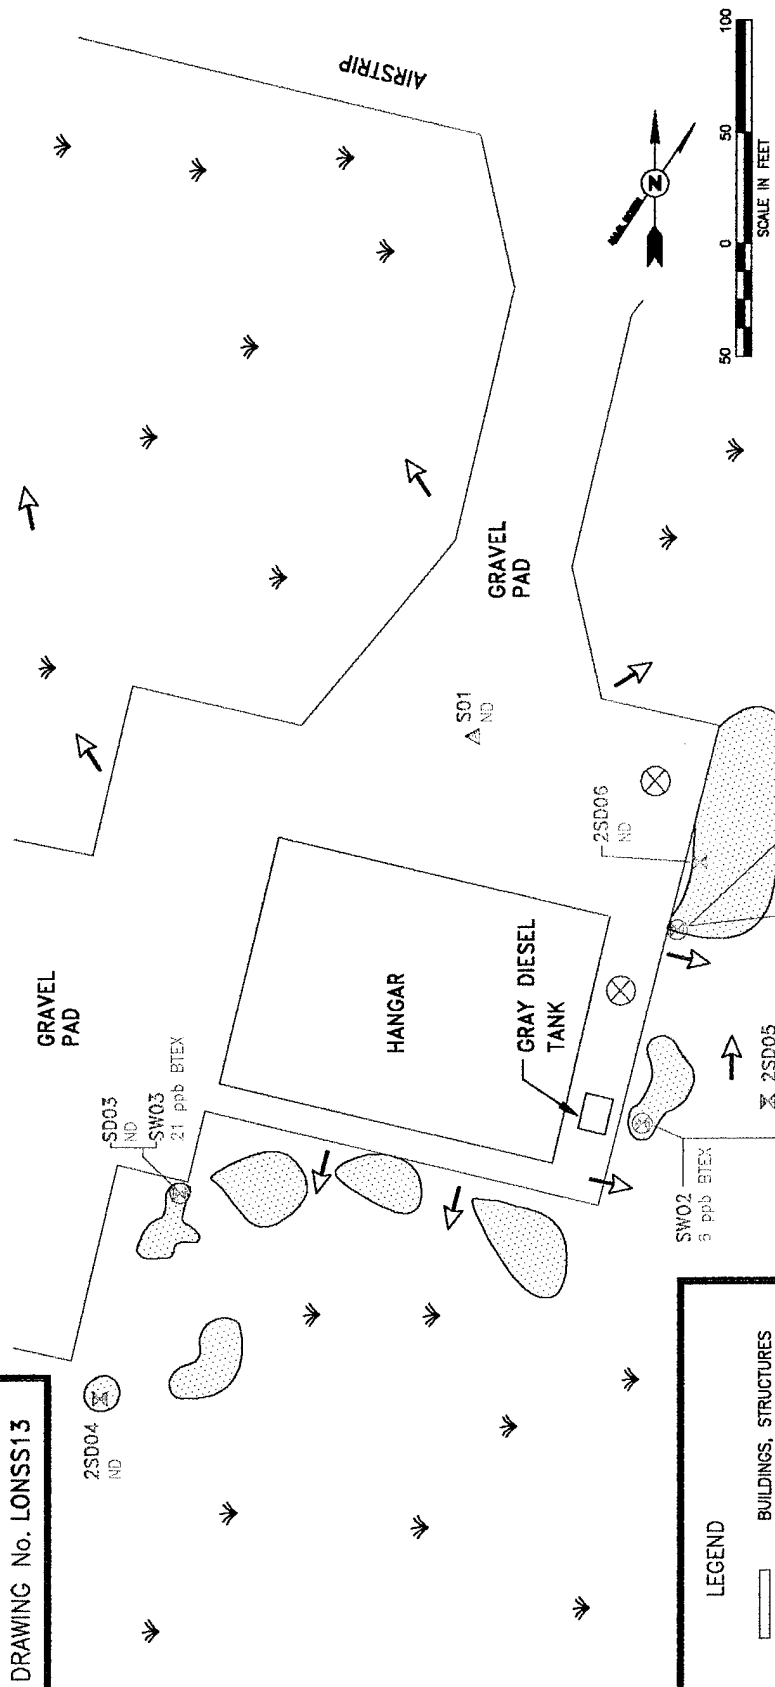 DRAWING No. LONSS13
2SD04
ND
SD03
ND
SW03
21 ppb BTEX
GRAVEL
PAD
HANGAR
GRAY DIESEL
TANK
S01
ND
GRAVEL
PAD
AIRSTRIP
2SD06
ND
SW02
6 ppb BTEX
2SD05
N
50
0
50
100
SCALE IN FEET
LEGEND
BUILDINGS, STRUCTURES